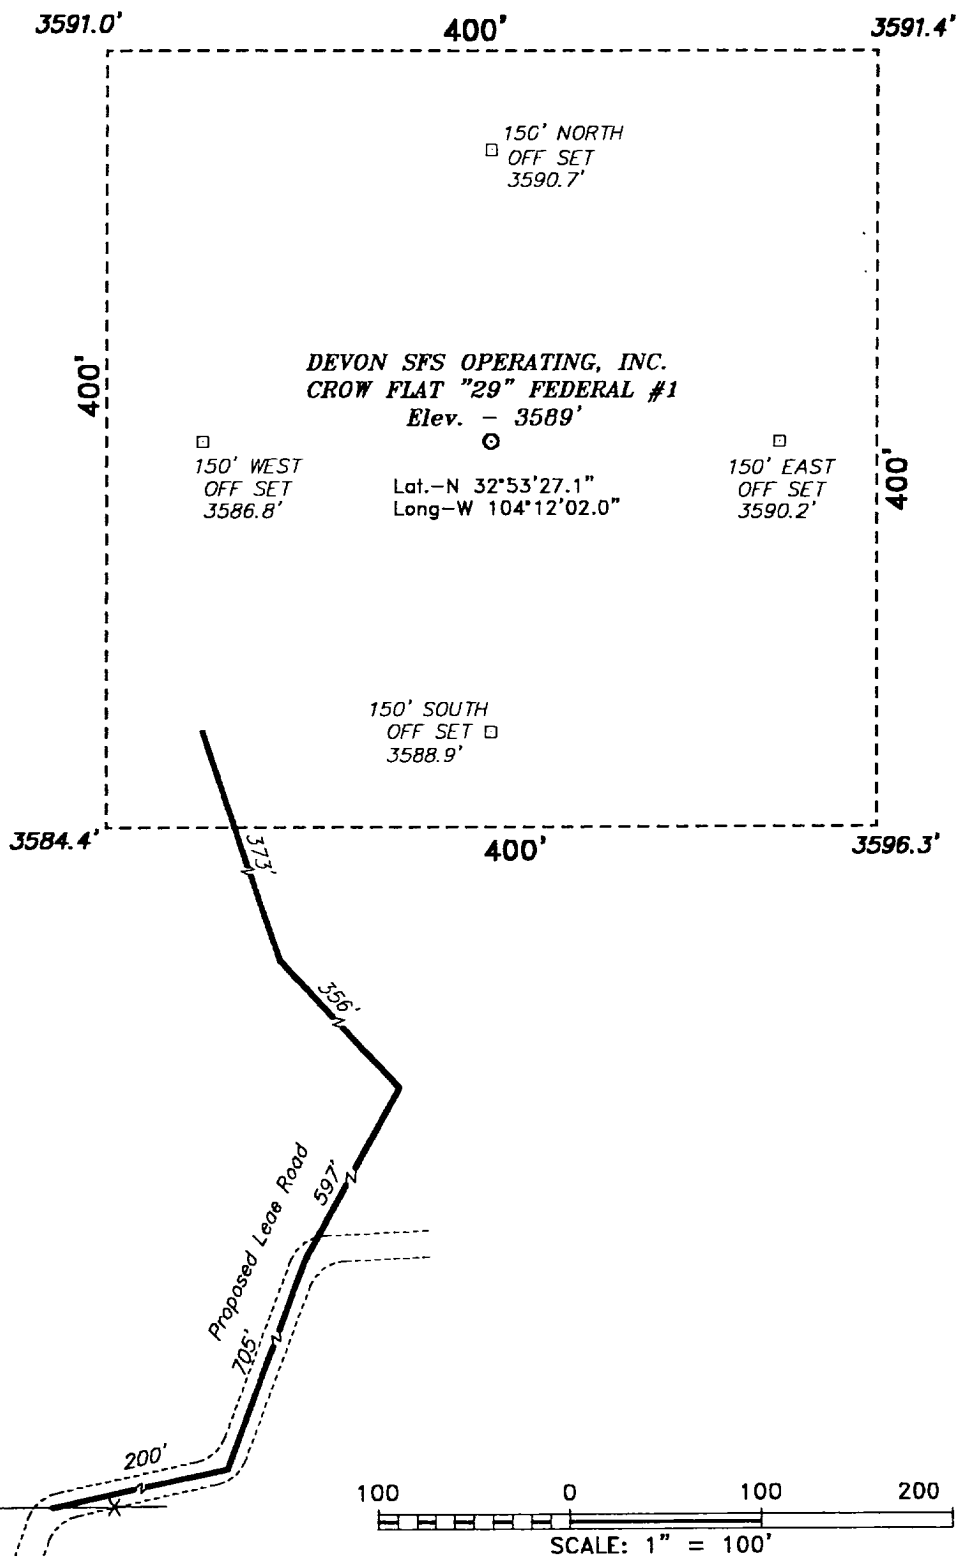 3591.0'
400'
3591.4'
150' NORTH
OFF SET
3590.7'
400'
DEVON SFS OPERATING, INC.
CROW FLAT "29" FEDERAL #1
Elev. - 3589'
150' WEST
OFF SET
3586.8'
Lat.-N 32°53'27.1"
Long-W 104°12'02.0"
150' EAST
OFF SET
3590.2'
400'
150' SOUTH
OFF SET
3588.9'
3584.4'
400'
3596.3'
373'
356'
597'
Proposed Leae Road
705'
200'
100 0 100 200
SCALE: 1" = 100'